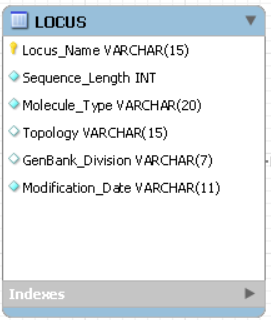 LOCUS
Locus_Name VARCHAR(15)
Sequence_Length INT
Molecule_Type VARCHAR(20)
Topology VARCHAR(15)
GenBank_Division VARCHAR(7)
Modification_Date VARCHAR(11)
Indexes